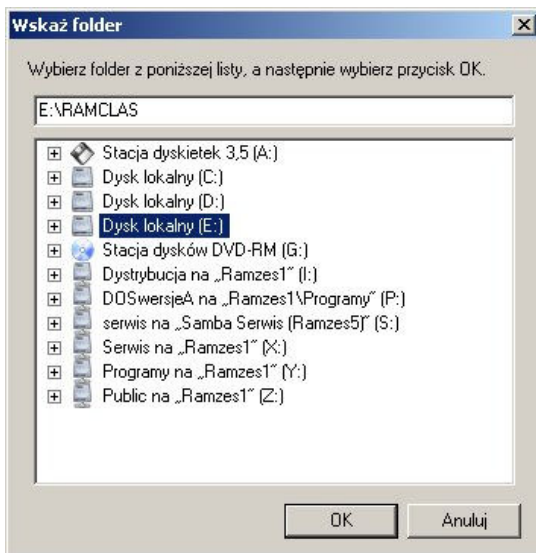 Wskaż folder
Wybierz folder z poniższej listy, a następnie wybierz przycisk OK.
E:\RAMCLAS
Stacja dyskietek 3,5 (A:)
Dysk lokalny (C:)
Dysk lokalny (D:)
Dysk lokalny (E:)
Stacja dysków DVD-RM (G:)
Dystrybucja na „Ramzes1” (I:)
DOSwersjeA na „Ramzes1\Programy” (P:)
serwis na „Samba Serwis (Ramzes5)” (S:)
Serwis na „Ramzes1” (X:)
Programy na „Ramzes1” (Y:)
Public na „Ramzes1” (Z:)
OK Anuluj